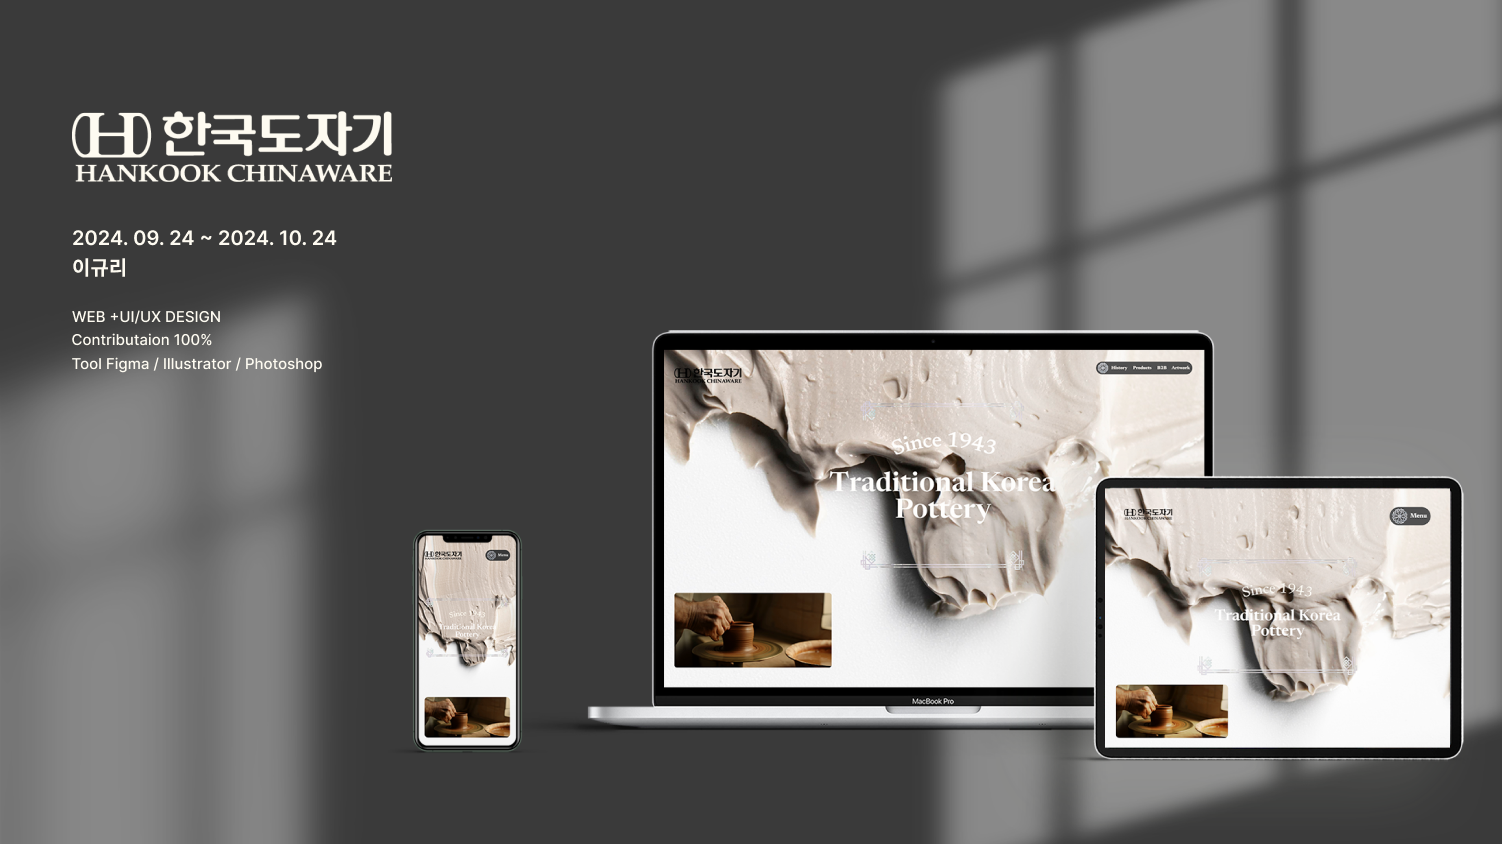 한국도자기
HANKOOK CHINAWARE
2024. 09. 24 ~ 2024. 10. 24
이규리
WEB +UI/UX DESIGN
Contributaion 100%
Tool Figma / Illustrator / Photoshop
한국도자기
HANKOOK CHINAWARE
History Products B2B Artwork
Since 1943
Traditional Korea
Pottery
MacBook Pro
한국도자기
HANKOOK CHINAWARE
Menu
Since 1943
Traditional Korea
Pottery
한국도자기
HANKOOK CHINAWARE
Menu
Since 1943
Traditional Korea
Pottery